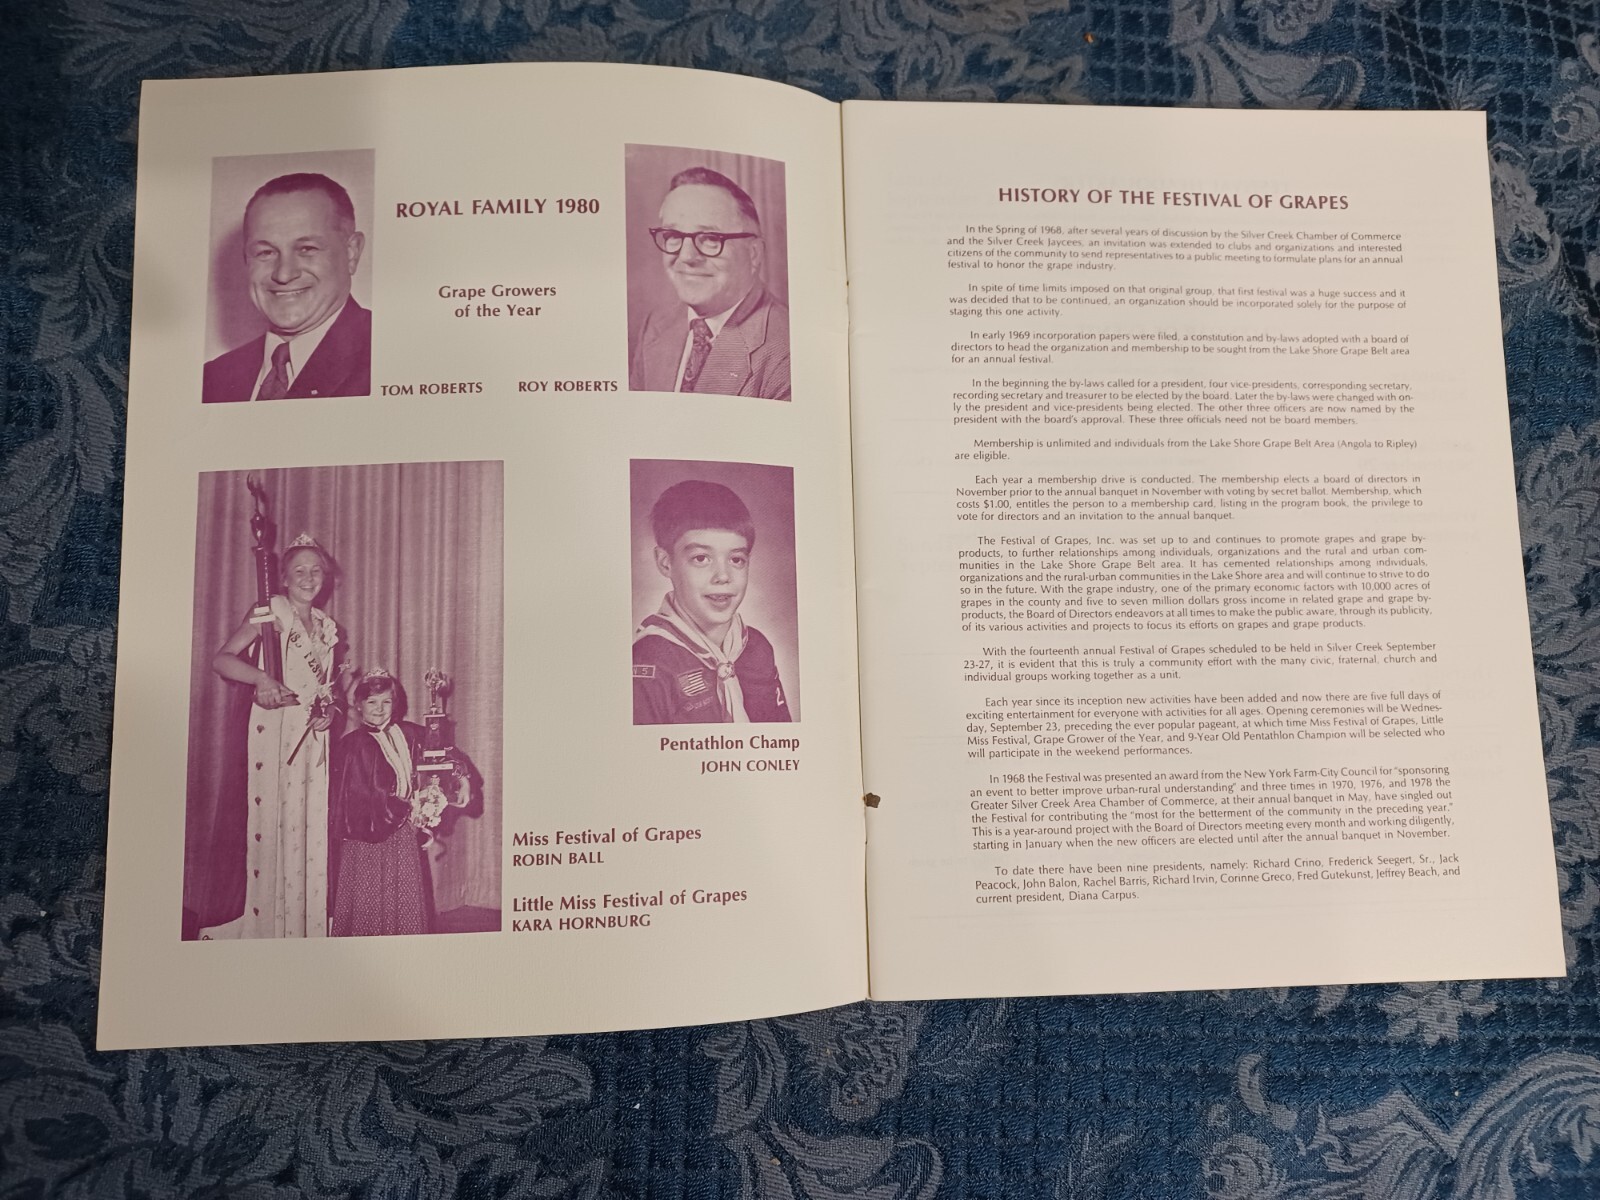 ROYAL FAMILY 1980
Grape Growers
of the Year
TOM ROBERTS
ROY ROBERTS
Pentathlon Champ
JOHN CONLEY
Miss Festival of Grapes
ROBIN BALL
Little Miss Festival of Grapes
KARA HORNBURG
HISTORY OF THE FESTIVAL OF GRAPES
In the Spring of 1968, after several years of discussion by the Silver Creek Chamber of Commerce
and the Silver Creek Jaycees, an invitation was extended to clubs and organizations and interested
citizens of the community to send representatives to a public meeting to formulate plans for an annual
festival to honor the grape industry.
In spite of time limits imposed on that original group, that first festival was a huge success and it
was decided that to be continued, an organization should be incorporated solely for the purpose of
staging this one activity.
In early 1969 incorporation papers were filed, a constitution and by-laws adopted with a board of
directors to head the organization and membership to be sought from the Lake Shore Grape Belt area
for an annual festival.
In the beginning the by-laws called for a president, four vice-presidents, corresponding secretary,
recording secretary and treasurer to be elected by the board. Later the by-laws were changed with on-
ly the president and vice-presidents being elected. The other three officers are now named by the
president with the board's approval. These three officials need not be board members.
Membership is unlimited and individuals from the Lake Shore Grape Belt Area (Angola to Ripley)
are eligible.
Each year a membership drive is conducted. The membership elects a board of directors in
November prior to the annual banquet in November with voting by secret ballot. Membership, which
costs $1.00, entitles the person to a membership card, listing in the program book, the privilege to
vote for directors and an invitation to the annual banquet.
The Festival of Grapes, Inc. was set up to and continues to promote grapes and grape by-
products, to further relationships among individuals, organizations and the rural and urban com-
munities in the Lake Shore Grape Belt area. It has cemented relationships among individuals,
organizations and the rural-urban communities in the Lake Shore area and will continue to strive to do
so in the future. With the grape industry, one of the primary economic factors with 10,000 acres of
grapes in the county and five to seven million dollars gross income in related grape and grape by-
products, the Board of Directors endeavors at all times to make the public aware, through its publicity,
of its various activities and projects to focus its efforts on grapes and grape products.
With the fourteenth annual Festival of Grapes scheduled to be held in Silver Creek September
23-27, it is evident that this is truly a community effort with the many civic, fraternal, church and
individual groups working together as a unit.
Each year since its inception new activities have been added and now there are five full days of
exciting entertainment for everyone with activities for all ages. Opening ceremonies will be Wednes-
day, September 23, preceding the ever popular pageant, at which time Miss Festival of Grapes, Little
Miss Festival, Grape Grower of the Year, and 9-Year Old Pentathlon Champion will be selected who
will participate in the weekend performances.
In 1968 the Festival was presented an award from the New York Farm-City Council for "sponsoring
an event to better improve urban-rural understanding" and three times in 1970, 1976, and 1978 the
Greater Silver Creek Area Chamber of Commerce, at their annual banquet in May, have singled out
the Festival for contributing the "most for the betterment of the community in the preceding year."
This is a year-around project with the Board of Directors meeting every month and working diligently,
starting in January when the new officers are elected until after the annual banquet in November.
To date there have been nine presidents, namely: Richard Crino, Frederick Seegert, Sr., Jack
Peacock, John Balon, Rachel Barris, Richard Irvin, Corinne Greco, Fred Gutekunst, Jeffrey Beach, and
current president, Diana Carpus.